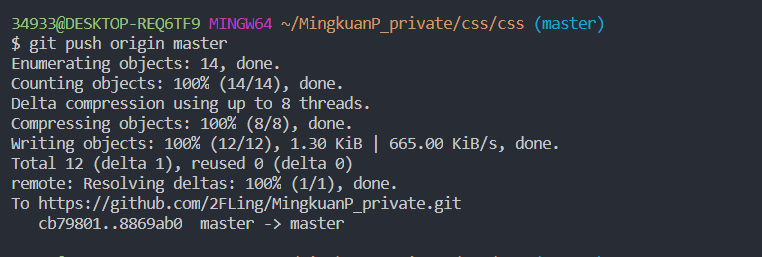 34933@DESKTOP-REQ6TF9 MINGW64 ~/MingkuanP_private/css/css (master)
$ git push origin master
Enumerating objects: 14, done.
Counting objects: 100% (14/14), done.
Delta compression using up to 8 threads.
Compressing objects: 100% (8/8), done.
Writing objects: 100% (12/12), 1.30 KiB | 665.00 KiB/s, done.
Total 12 (delta 1), reused 0 (delta 0)
remote: Resolving deltas: 100% (1/1), done.
To https://github.com/2FLing/MingkuanP_private.git
   cb79801..8869ab0  master -> master